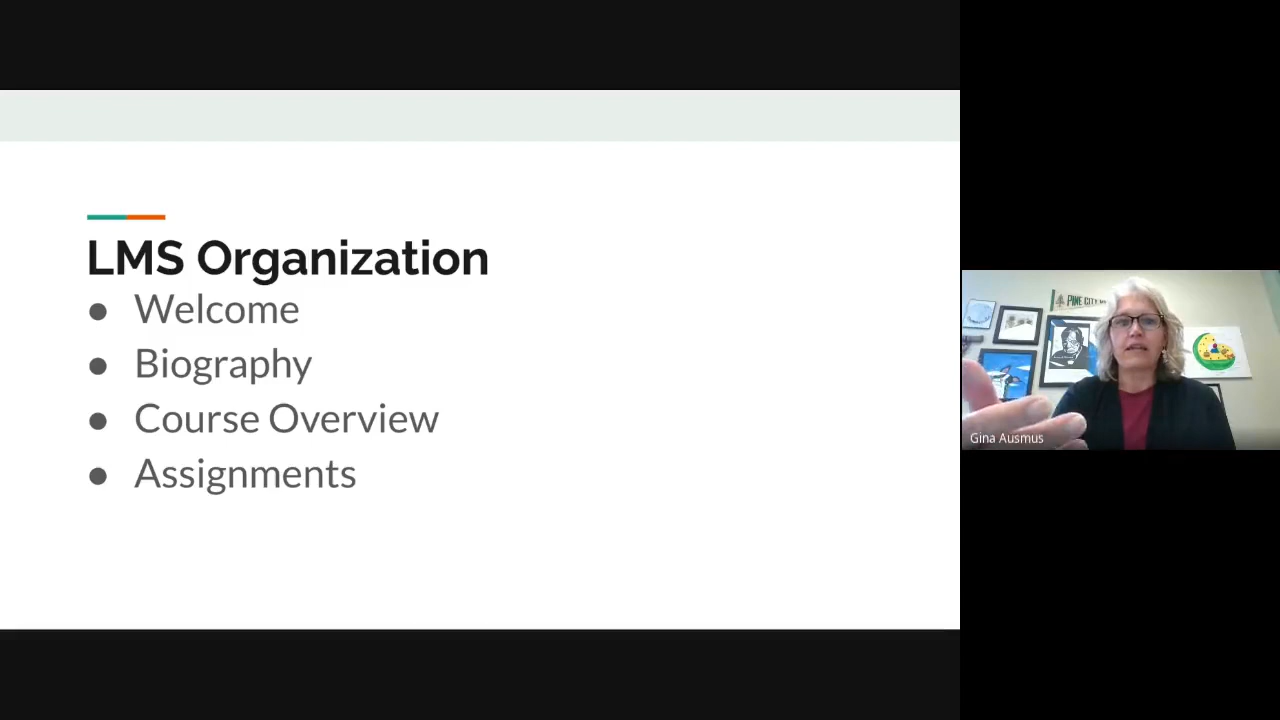 LMS Organization
● Welcome
● Biography
● Course Overview
● Assignments
PINE CITY
Gina Ausmus